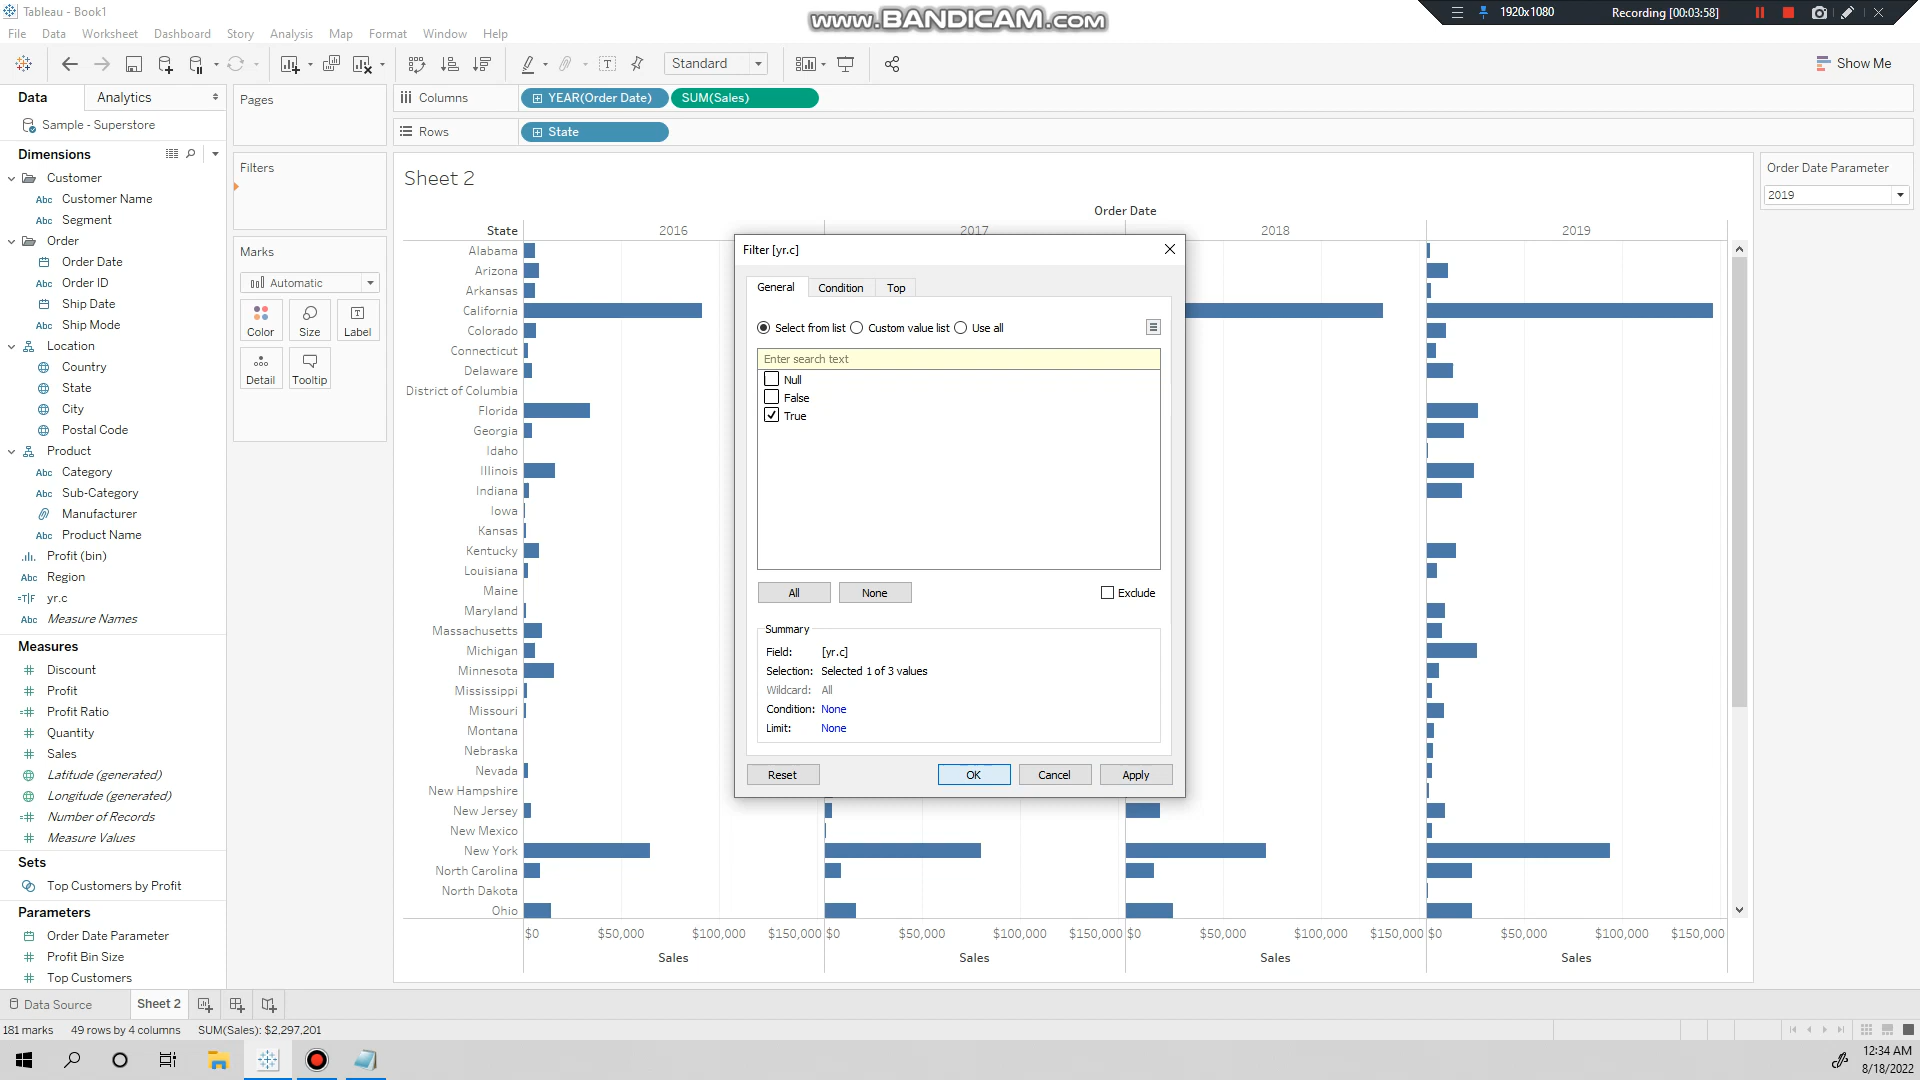 Tableau - Book1
www.BANDICAM.com
1920x1080
Recording [00:03:58]
File Data Worksheet Dashboard Story Analysis Map Format Window Help
Standard
Show Me
Data
Analytics
Sample - Superstore
Dimensions
Customer
Abc Customer Name
Abc Segment
Order
Order Date
Abc Order ID
Ship Date
Abc Ship Mode
Location
Country
State
City
Postal Code
Product
Abc Category
Abc Sub-Category
Manufacturer
Abc Product Name
Profit (bin)
Abc Region
=T|F yr.c
Abc Measure Names
Measures
# Discount
# Profit
=# Profit Ratio
# Quantity
# Sales
Latitude (generated)
Longitude (generated)
=# Number of Records
# Measure Values
Sets
Top Customers by Profit
Parameters
Order Date Parameter
# Profit Bin Size
# Top Customers
Pages
Filters
Marks
Automatic
Color
Size
Label
Detail
Tooltip
Columns
YEAR(Order Date)
SUM(Sales)
Rows
State
Sheet 2
Order Date
State
2016
2017
2018
2019
Alabama
Arizona
Arkansas
California
Colorado
Connecticut
Delaware
District of Columbia
Florida
Georgia
Idaho
Illinois
Indiana
Iowa
Kansas
Kentucky
Louisiana
Maine
Maryland
Massachusetts
Michigan
Minnesota
Mississippi
Missouri
Montana
Nebraska
Nevada
New Hampshire
New Jersey
New Mexico
New York
North Carolina
North Dakota
Ohio
$0 $50,000 $100,000 $150,000 $0 $50,000 $100,000 $150,000 $0 $50,000 $100,000 $150,000 $0 $50,000 $100,000 $150,000
Sales
Sales
Sales
Sales
Filter [yr.c]
General
Condition
Top
Select from list
Custom value list
Use all
Enter search text
Null
False
True
All
None
Exclude
Summary
Field: [yr.c]
Selection: Selected 1 of 3 values
Wildcard: All
Condition: None
Limit: None
Reset
OK
Cancel
Apply
Order Date Parameter
2019
Data Source
Sheet 2
181 marks
49 rows by 4 columns
SUM(Sales): $2,297,201
12:34 AM
8/18/2022